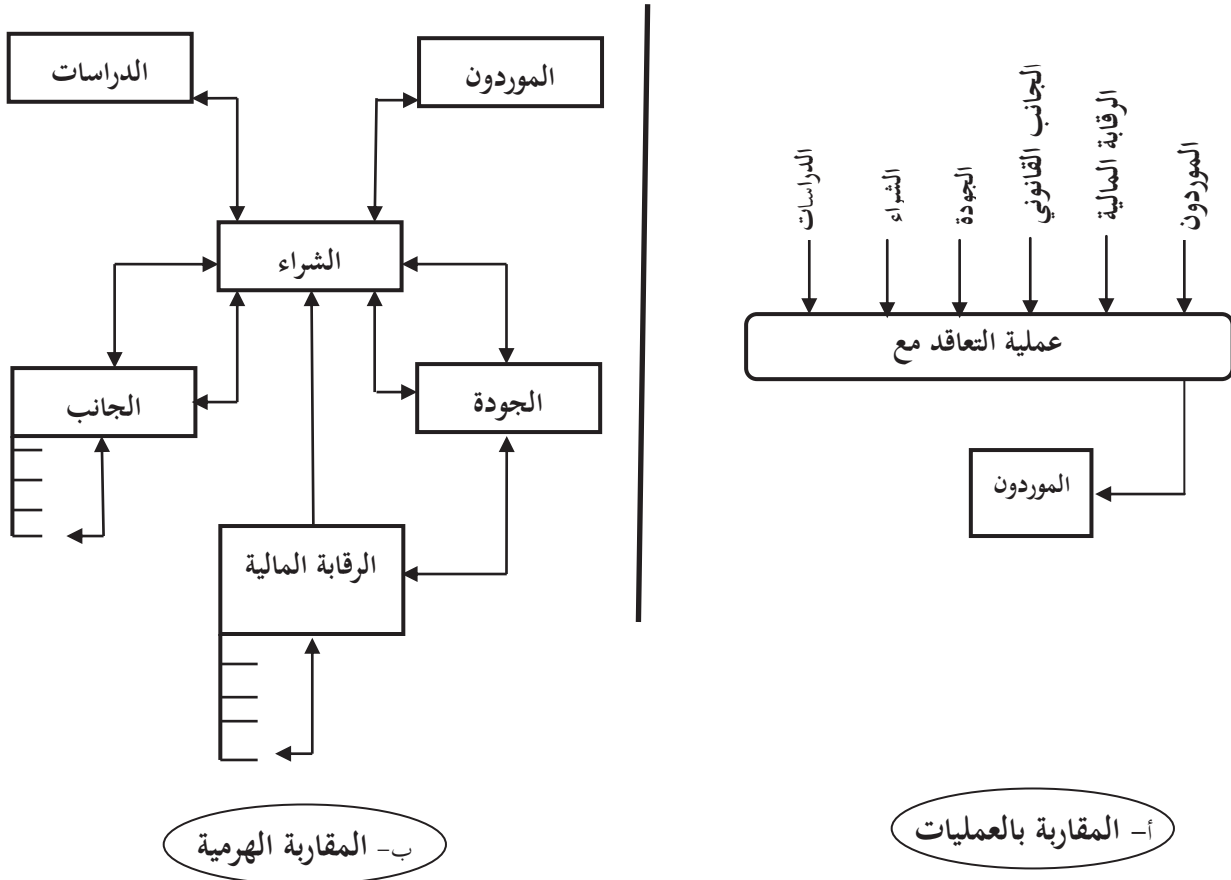 الموردون
الرقابة المالية
الجانب القانوني
الجودة
الشراء
الدراسات
عملية التعاقد مع
الموردون
أ- المقاربة بالعمليات
الموردون
الدراسات
الشراء
الجودة
الجانب
الرقابة المالية
ب- المقاربة الهرمية